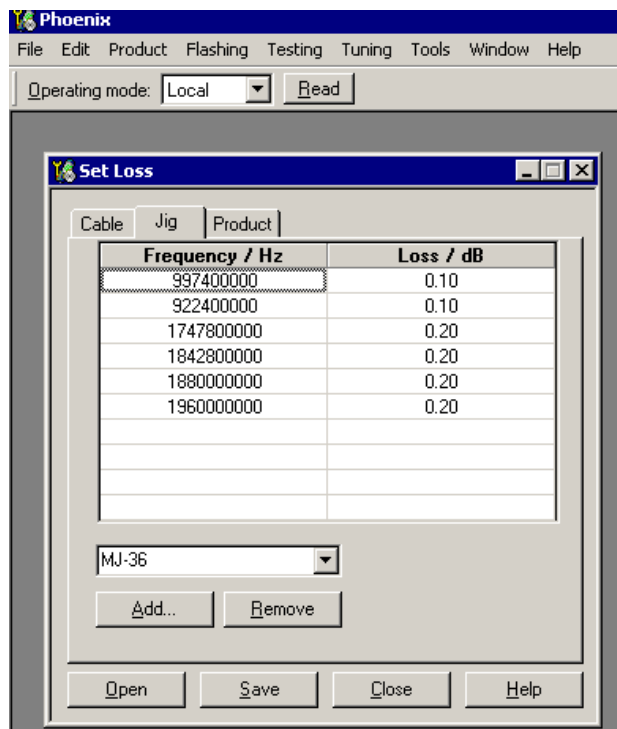 Phoenix
File Edit Product Flashing Testing Tuning Tools Window Help
Operating mode: Local Read
Set Loss
Cable Jig Product
Frequency / Hz Loss / dB
997400000 0.10
922400000 0.10
1747800000 0.20
1842800000 0.20
1880000000 0.20
1960000000 0.20
MJ-36
Add... Remove
Open Save Close Help